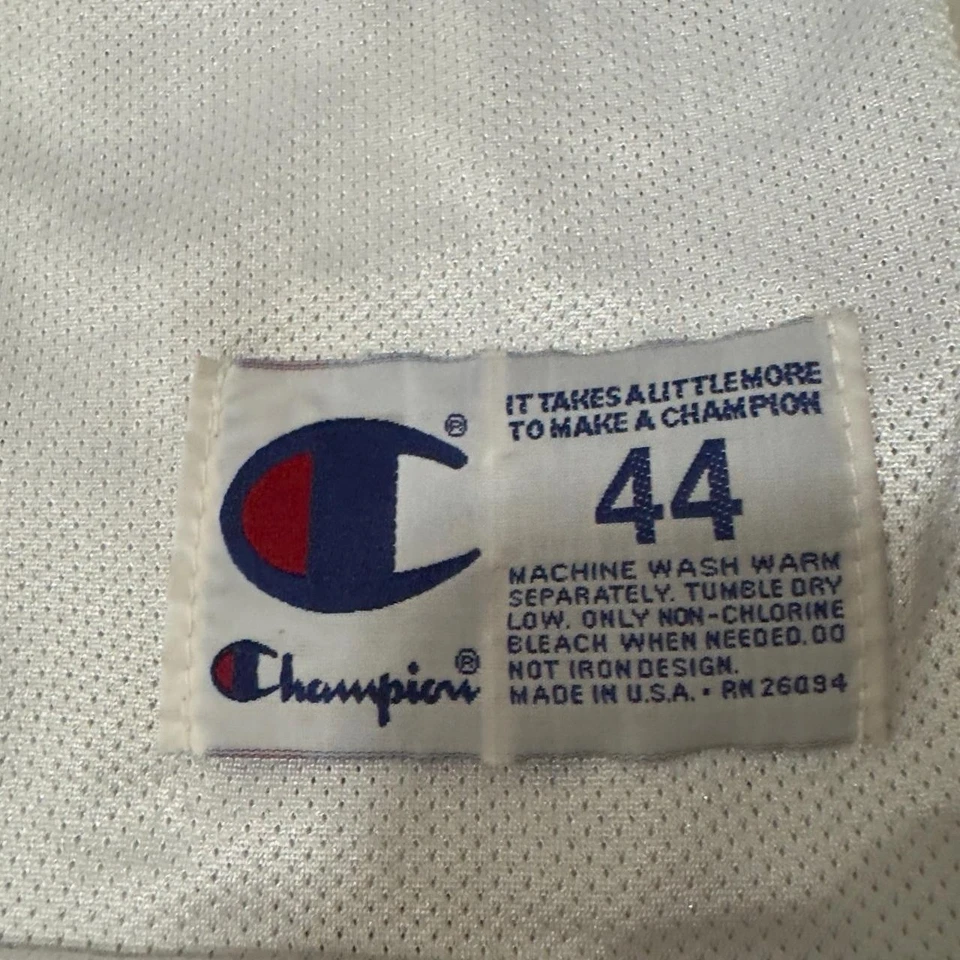 ®
Champion®
IT TAKES A LITTLE MORE
TO MAKE A CHAMPION
44
MACHINE WASH WARM
SEPARATELY. TUMBLE DRY
LOW. ONLY NON-CHLORINE
BLEACH WHEN NEEDED. DO
NOT IRON DESIGN.
MADE IN U.S.A. • RN 26094